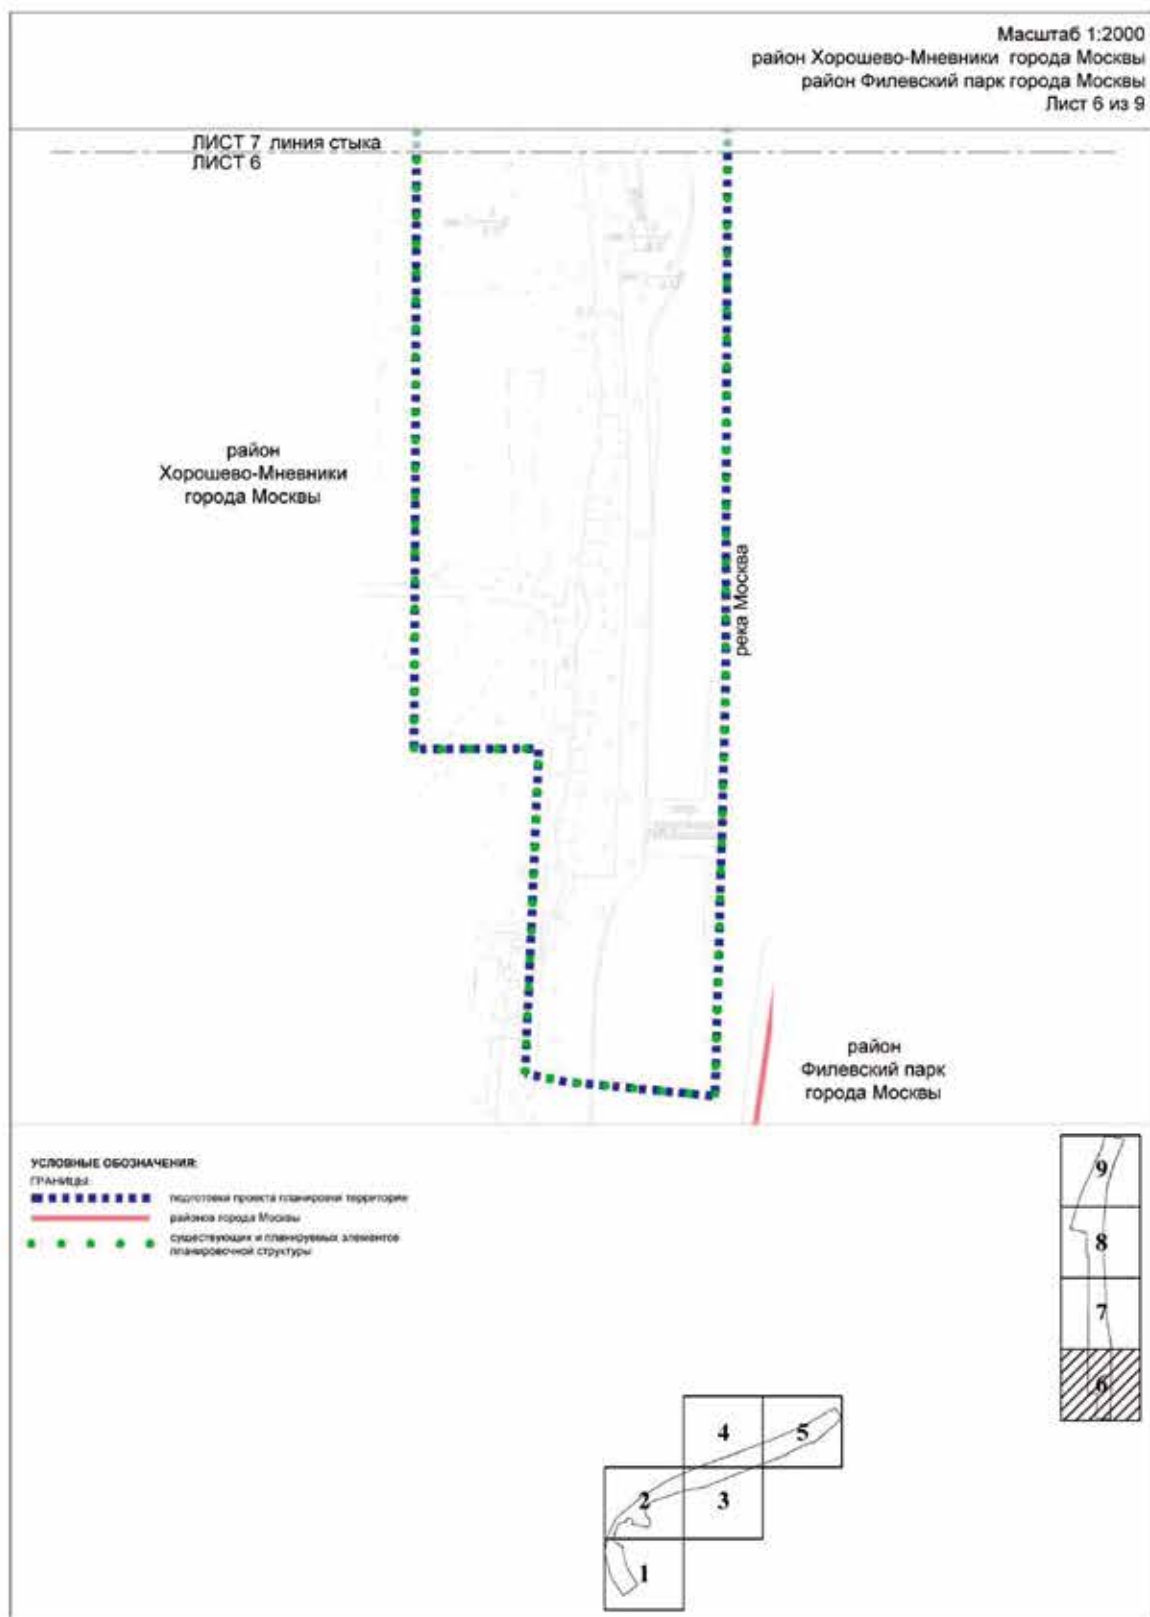 Масштаб 1:2000
район Хорошево-Мневники города Москвы
район Филевский парк города Москвы
Лист 6 из 9
ЛИСТ 7 линия стыка
ЛИСТ 6
район
Хорошево-Мневники
города Москвы
река Москва
район
Филевский парк
города Москвы
УСЛОВНЫЕ ОБОЗНАЧЕНИЯ:
ГРАНИЦЫ:
подготовки проекта планировки территории
районов города Москвы
существующих и планируемых элементов
планировочной структуры
9
8
7
6
4
5
2
3
1